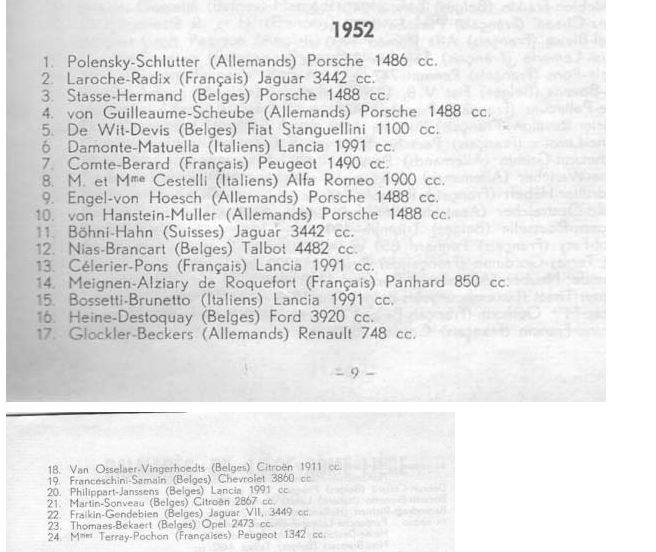 1952
1. Polensky-Schlutter (Allemands) Porsche 1486 cc.
2. Laroche-Radix (Français) Jaguar 3442 cc.
3. Stasse-Hermand (Belges) Porsche 1488 cc.
4. von Guilleaume-Scheube (Allemands) Porsche 1488 cc.
5. De Wit-Devis (Belges) Fiat Stanguellini 1100 cc.
6 Damonte-Matuella (Italiens) Lancia 1991 cc.
7. Comte-Berard (Français) Peugeot 1490 cc.
8. M. et Mme Cestelli (Italiens) Alfa Romeo 1900 cc.
9. Engel-von Hoesch (Allemands) Porsche 1488 cc.
10. von Hanstein-Muller (Allemands) Porsche 1488 cc.
11. Böhni-Hahn (Suisses) Jaguar 3442 cc.
12. Nias-Brancart (Belges) Talbot 4482 cc.
13. Célerier-Pons (Français) Lancia 1991 cc.
14. Meignen-Alziary de Roquefort (Français) Panhard 850 cc.
15. Bossetti-Brunetto (Italiens) Lancia 1991 cc.
16. Heine-Destoquay (Belges) Ford 3920 cc.
17. Glockler-Beckers (Allemands) Renault 748 cc.
– 9 –
18. Van Osselaer-Vingerhoedts (Belges) Citroën 1911 cc.
19. Franceschini-Samain (Belges) Chevrolet 3860 cc.
20. Philippart-Janssens (Belges) Lancia 1991 cc.
21. Martin-Sonveau (Belges) Citroën 2867 cc.
22. Fraikin-Gendebien (Belges) Jaguar VII, 3449 cc.
23. Thomaes-Bekaert (Belges) Opel 2473 cc.
24. Mmes Terray-Pochon (Françaises) Peugeot 1342 cc.